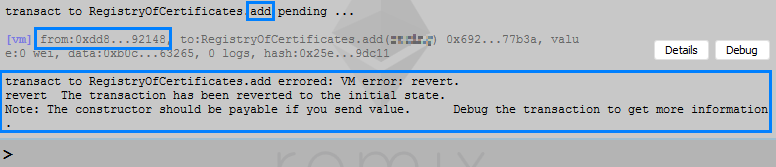 transact to RegistryOfCertificates.add pending ...
[vm] from:0xdd8...92148, to:RegistryOfCertificates.add( ) 0x692...77b3a, valu
e:0 wei, data:0xb0c...63265, 0 logs, hash:0x25e...9dc11
Details
Debug
transact to RegistryOfCertificates.add errored: VM error: revert.
revert The transaction has been reverted to the initial state.
Note: The constructor should be payable if you send value. Debug the transaction to get more information
.
>
remix